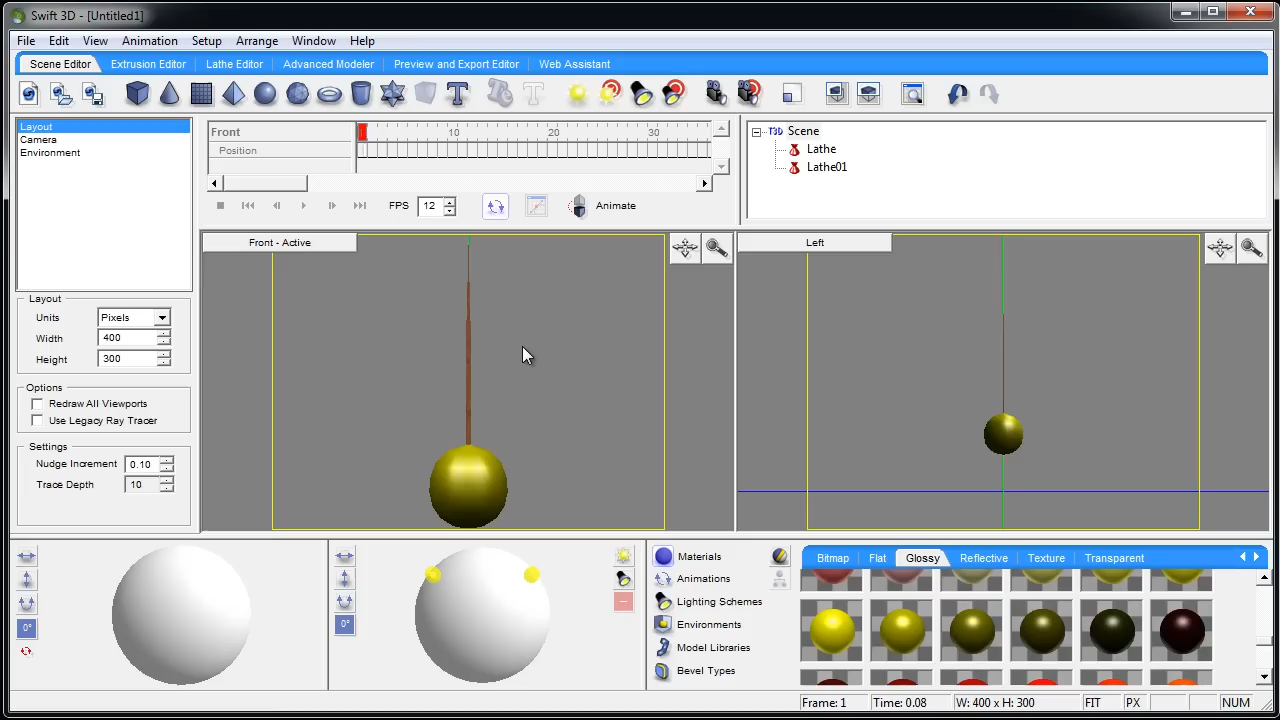 Swift 3D - [Untitled1]
File Edit View Animation Setup Arrange Window Help
Scene Editor Extrusion Editor Lathe Editor Advanced Modeler Preview and Export Editor Web Assistant
Layout
Camera
Environment
Front 10 20 30
Position
FPS 12 Animate
Scene
Lathe
Lathe01
Front - Active
Left
Layout
Units Pixels
Width 400
Height 300
Options
Redraw All Viewports
Use Legacy Ray Tracer
Settings
Nudge Increment 0.10
Trace Depth 10
0°
0°
Materials
Animations
Lighting Schemes
Environments
Model Libraries
Bevel Types
Bitmap Flat Glossy Reflective Texture Transparent
Frame: 1 Time: 0.08 W: 400 x H: 300 FIT PX NUM